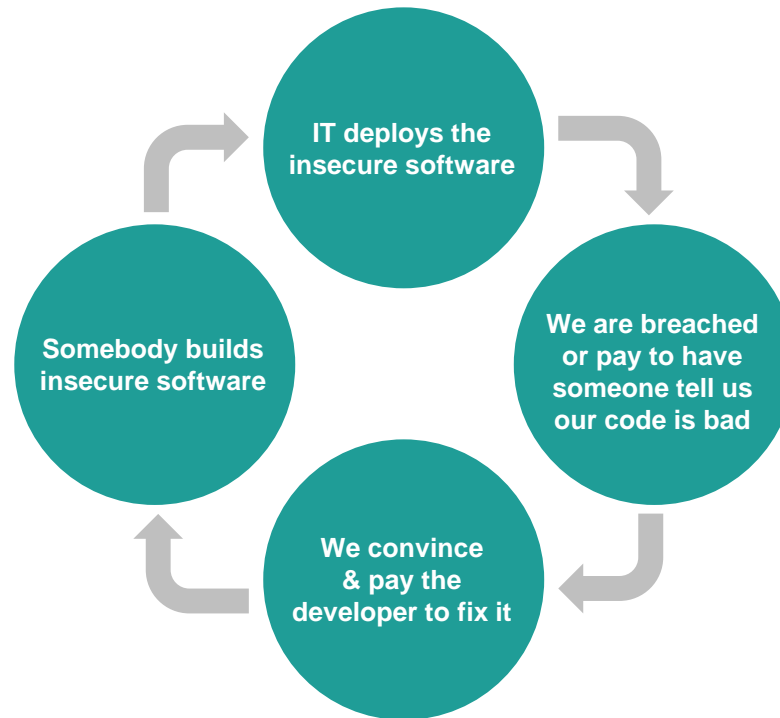 IT deploys the
insecure software
Somebody builds
insecure software
We are breached
or pay to have
someone tell us
our code is bad
We convince
& pay the
developer to fix it